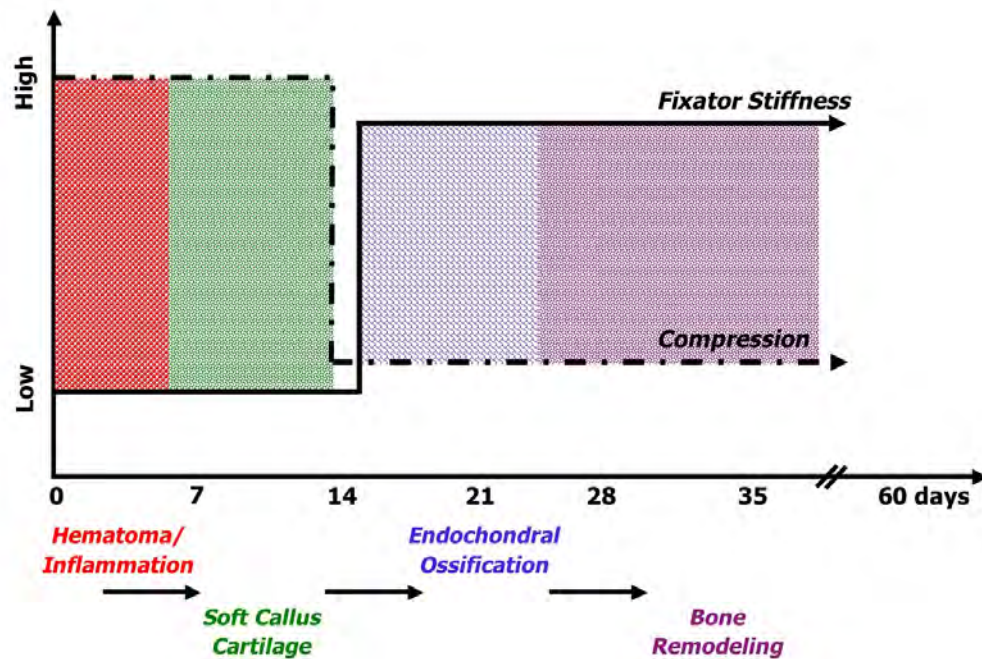 High
Fixator Stiffness
Compression
Low
0 7 14 21 28 35 60 days
Hematoma/
Inflammation
Endochondral
Ossification
Soft Callus
Cartilage
Bone
Remodeling